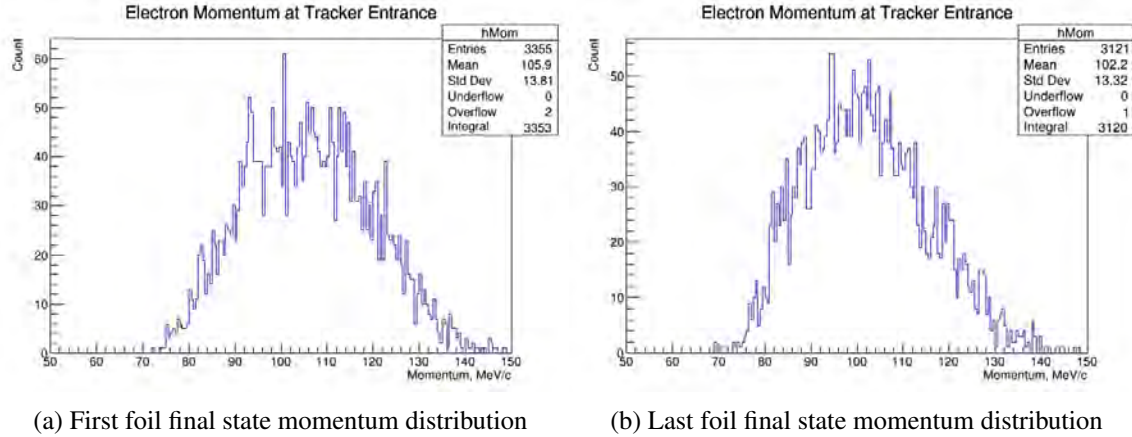 Electron Momentum at Tracker Entrance
hMom
Entries 3355
Mean 105.9
Std Dev 13.81
Underflow 0
Overflow 2
Integral 3353
Count
60
50
40
30
20
10
0
50 60 70 80 90 100 110 120 130 140 150
Momentum, MeV/c
(a) First foil final state momentum distribution
Electron Momentum at Tracker Entrance
hMom
Entries 3121
Mean 102.2
Std Dev 13.32
Underflow 0
Overflow 1
Integral 3120
Count
50
40
30
20
10
0
50 60 70 80 90 100 110 120 130 140 150
Momentum, MeV/c
(b) Last foil final state momentum distribution